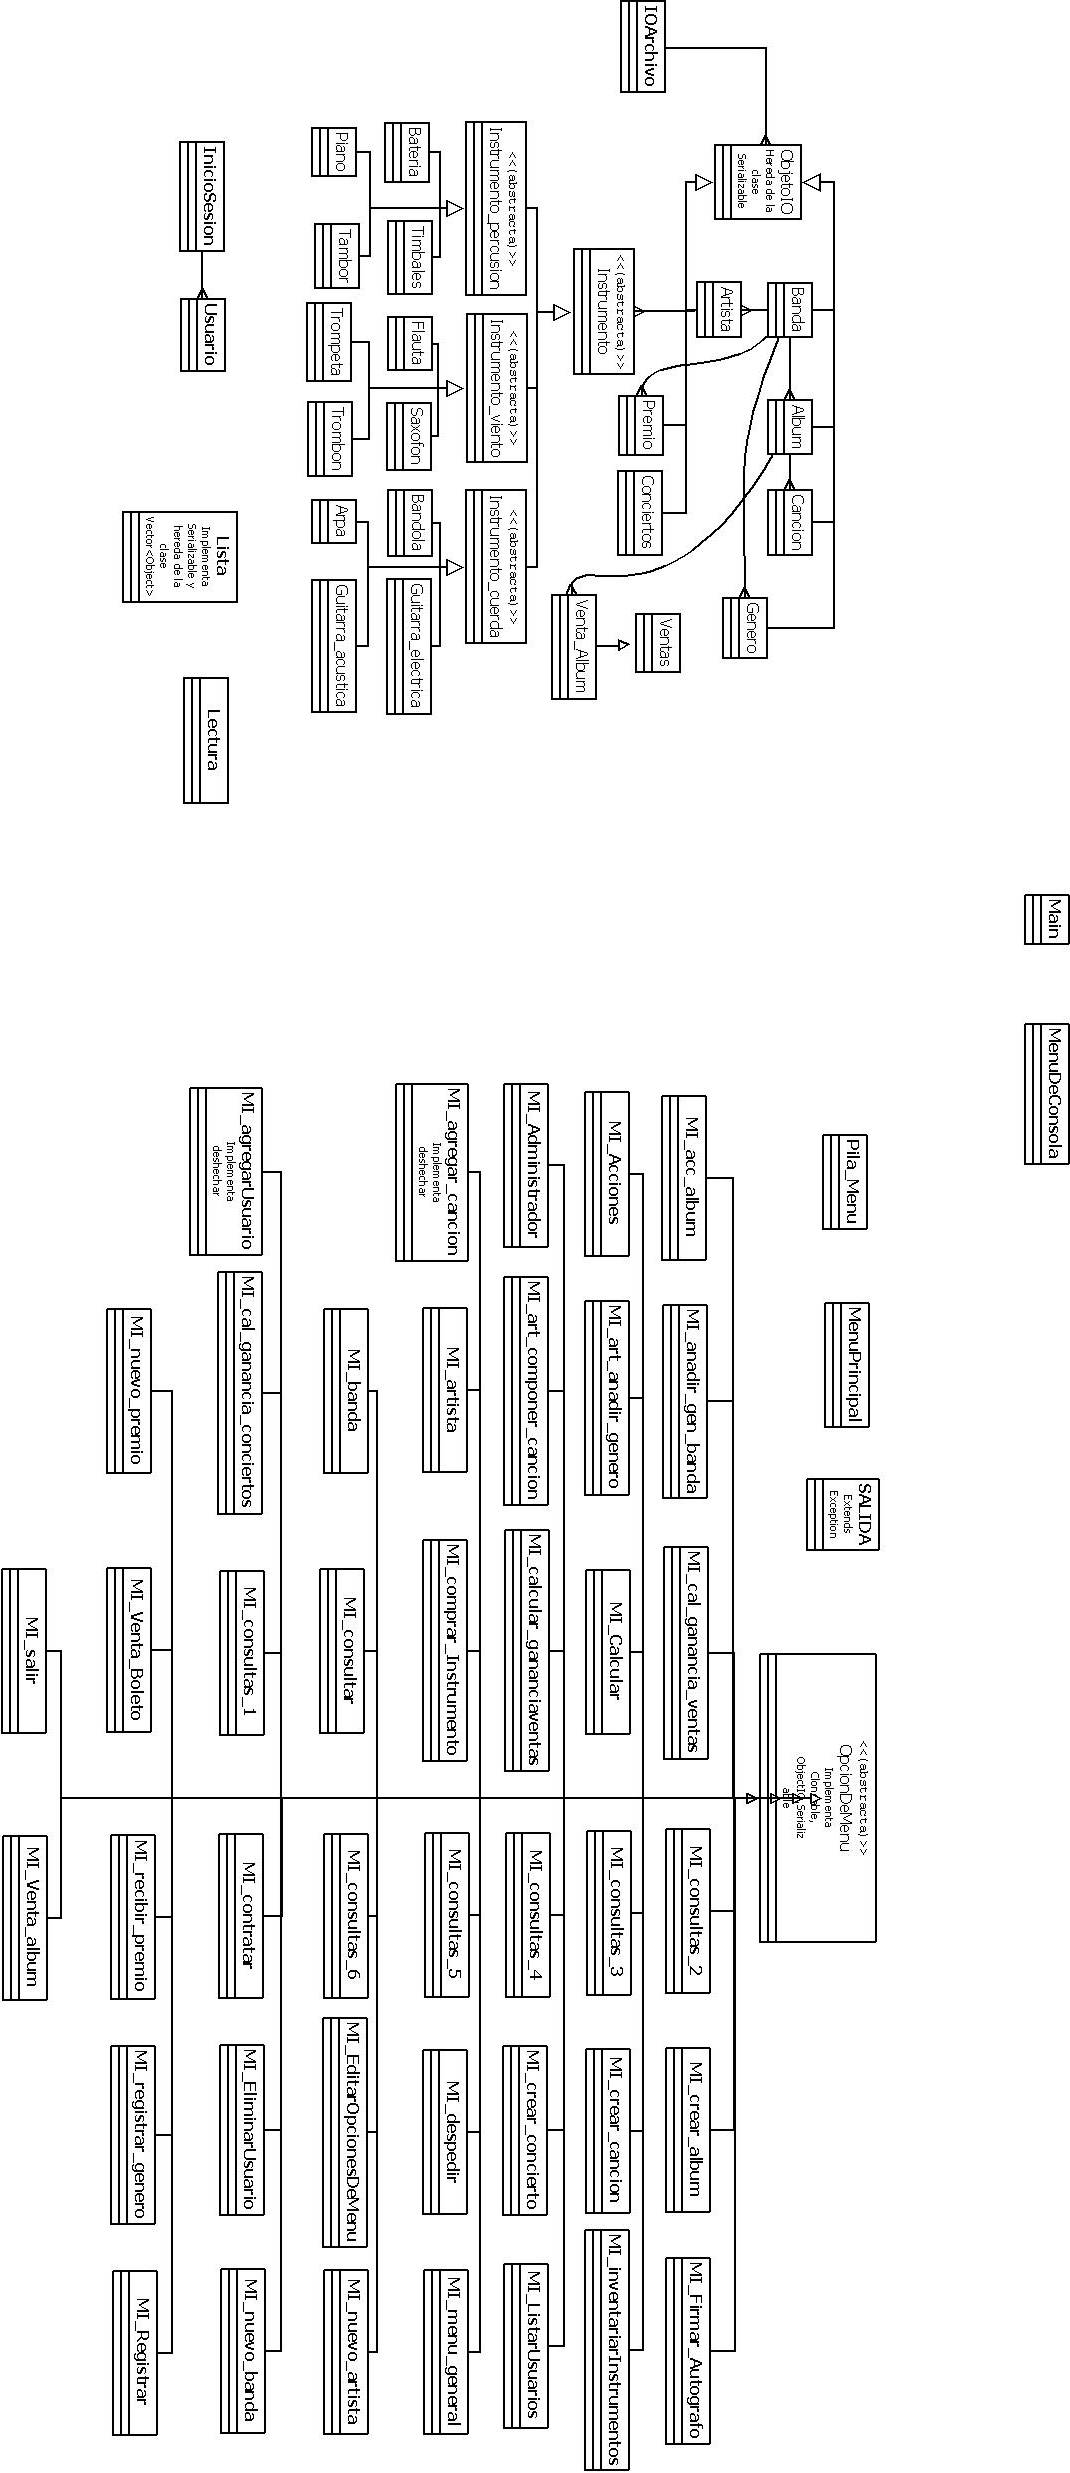 IOArchivo
ObjetoIO
Hereda de la
clase
Serializable
Banda
Album
Cancion
Artista
Genero
<<(abstracta)>>
Instrumento
Premio
Conciertos
Ventas
Venta_Album
<<(abstracta)>>
Instrumento_percusion
<<(abstracta)>>
Instrumento_viento
<<(abstracta)>>
Instrumento_cuerda
Bateria
Timbales
Flauta
Saxofon
Bandola
Guitarra_electrica
Piano
Tambor
Trompeta
Trombon
Arpa
Guitarra_acustica
InicioSesion
Usuario
Lista
Implementa
Serializable y
hereda de la
clase
Vector<Object>
Lectura
Main
MenuDeConsola
Pila_Menu
MenuPrincipal
SALIDA
Extends
Exception
<<(abstracta)>>
OpcionDeMenu
Implementa
Clonable,
ObjectIO,Serializ
able
MI_acc_album
MI_anadir_gen_banda
MI_cal_ganancia_ventas
MI_consultas_2
MI_crear_album
MI_Firmar_Autografo
MI_Acciones
MI_art_anadir_genero
MI_Calcular
MI_consultas_3
MI_crear_cancion
MI_inventariarInstrumentos
MI_Administrador
MI_art_componer_cancion
MI_calcular_gananciaventas
MI_consultas_4
MI_crear_concierto
MI_ListarUsuarios
MI_agregar_cancion
Implementa
deshechar
MI_artista
MI_comprar_Instrumento
MI_consultas_5
MI_despedir
MI_menu_general
MI_banda
MI_consultar
MI_consultas_6
MI_EditarOpcionesDeMenu
MI_nuevo_artista
MI_agregarUsuario
Implementa
deshechar
MI_cal_ganancia_conciertos
MI_consultas_1
MI_contratar
MI_EliminarUsuario
MI_nuevo_banda
MI_nuevo_premio
MI_Venta_Boleto
MI_recibir_premio
MI_registrar_genero
MI_Registrar
MI_salir
MI_Venta_album